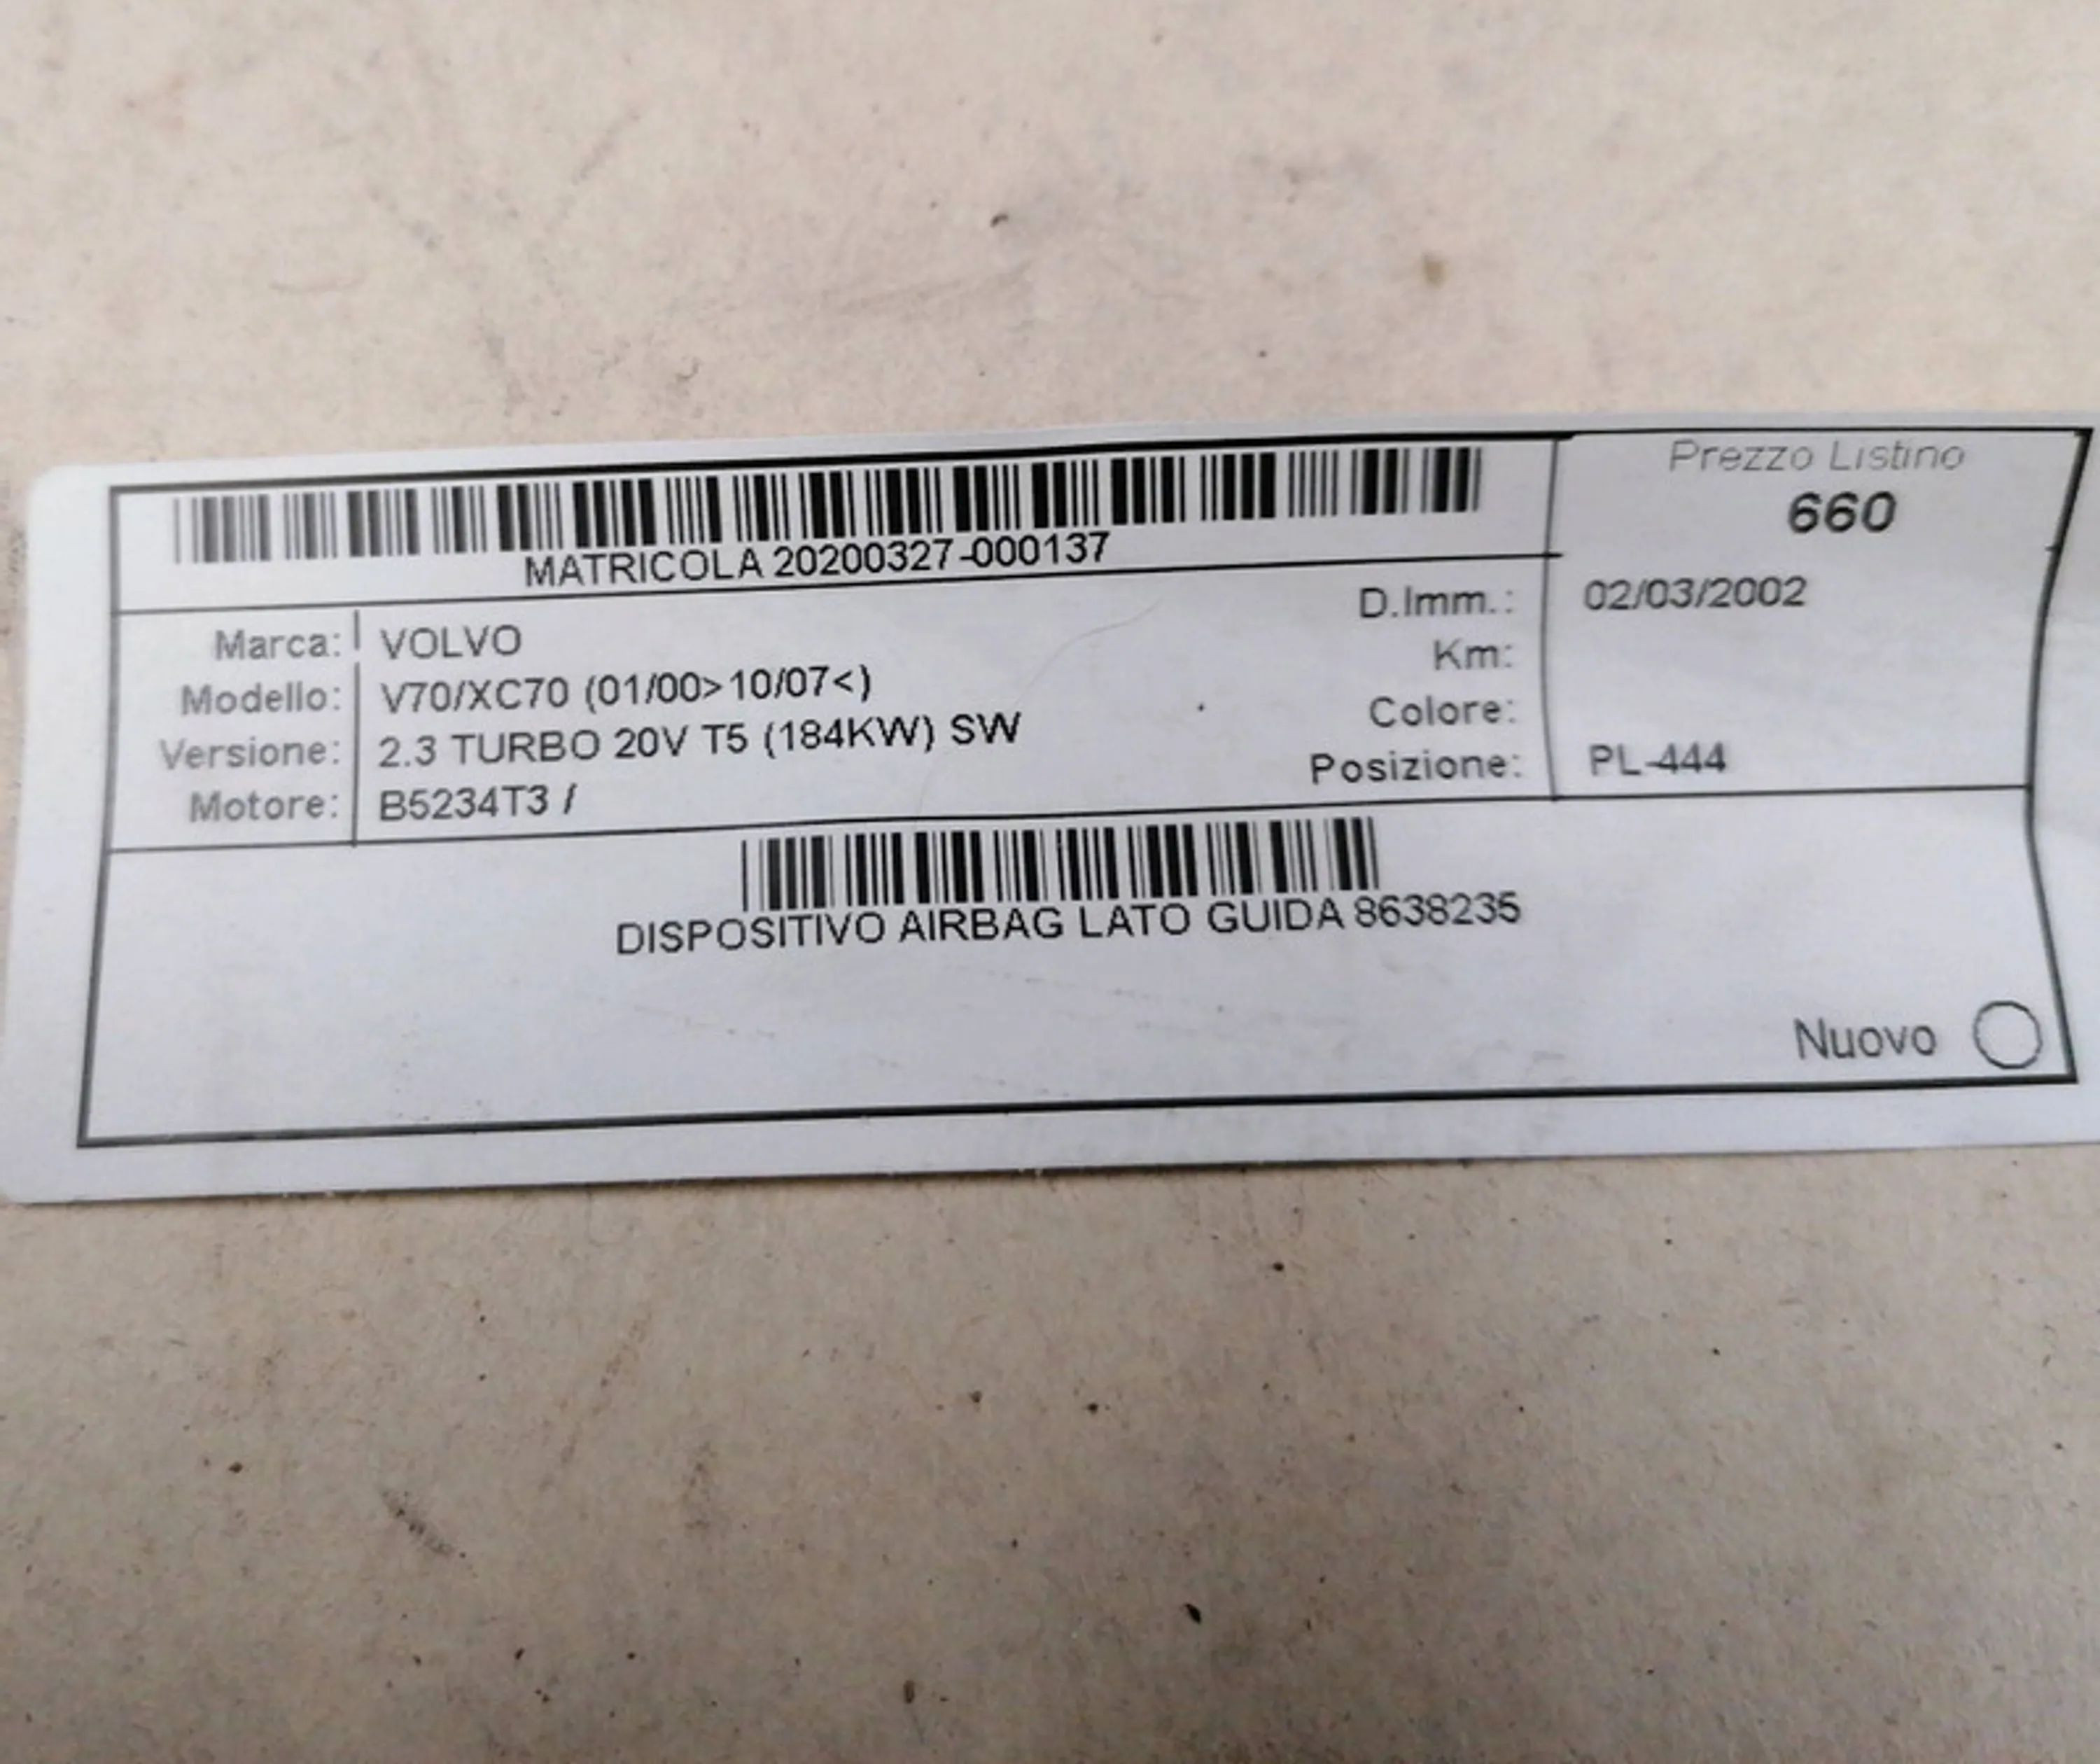 Prezzo Listino
660
MATRICOLA 20200327-000137
Marca: VOLVO
Modello: V70/XC70 (01/00>10/07<)
Versione: 2.3 TURBO 20V T5 (184KW) SW
Motore: B5234T3 /
D.Imm.: 02/03/2002
Km:
Colore:
Posizione: PL-444
DISPOSITIVO AIRBAG LATO GUIDA 8638235
Nuovo